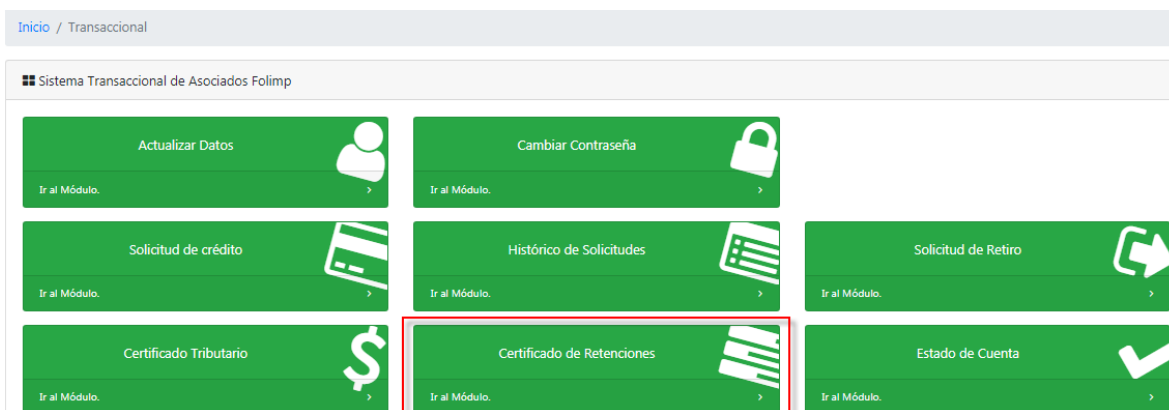 Inicio / Transaccional
Sistema Transaccional de Asociados Folimp
Actualizar Datos
Cambiar Contraseña
Ir al Módulo.
Ir al Módulo.
Solicitud de crédito
Histórico de Solicitudes
Solicitud de Retiro
Ir al Módulo.
Ir al Módulo.
Ir al Módulo.
Certificado Tributario
Certificado de Retenciones
Estado de Cuenta
Ir al Módulo.
Ir al Módulo.
Ir al Módulo.